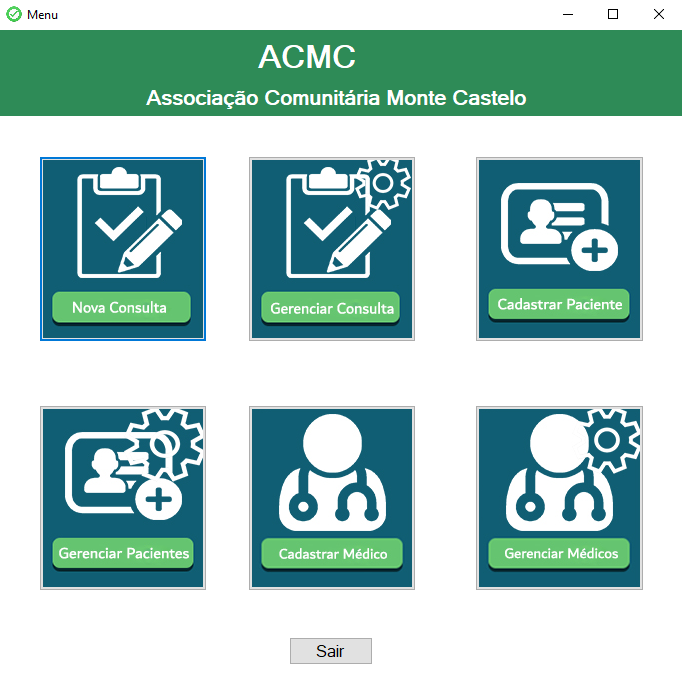 Menu
ACMC
Associação Comunitária Monte Castelo
Nova Consulta
Gerenciar Consulta
Cadastrar Paciente
Gerenciar Pacientes
Cadastrar Médico
Gerenciar Médicos
Sair